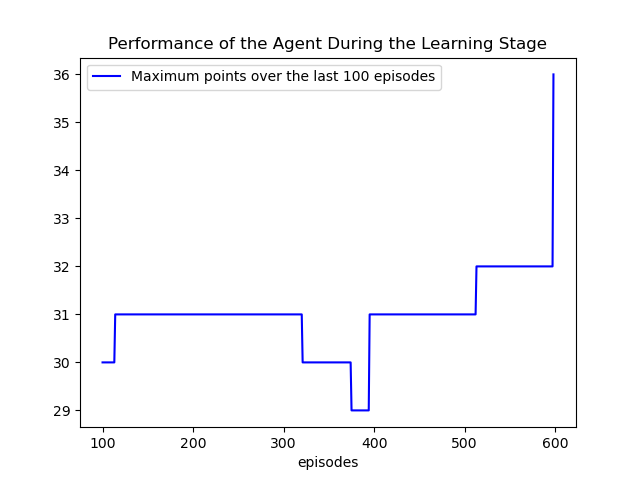 Performance of the Agent During the Learning Stage
Maximum points over the last 100 episodes
36
35
34
33
32
31
30
29
100 200 300 400 500 600
episodes